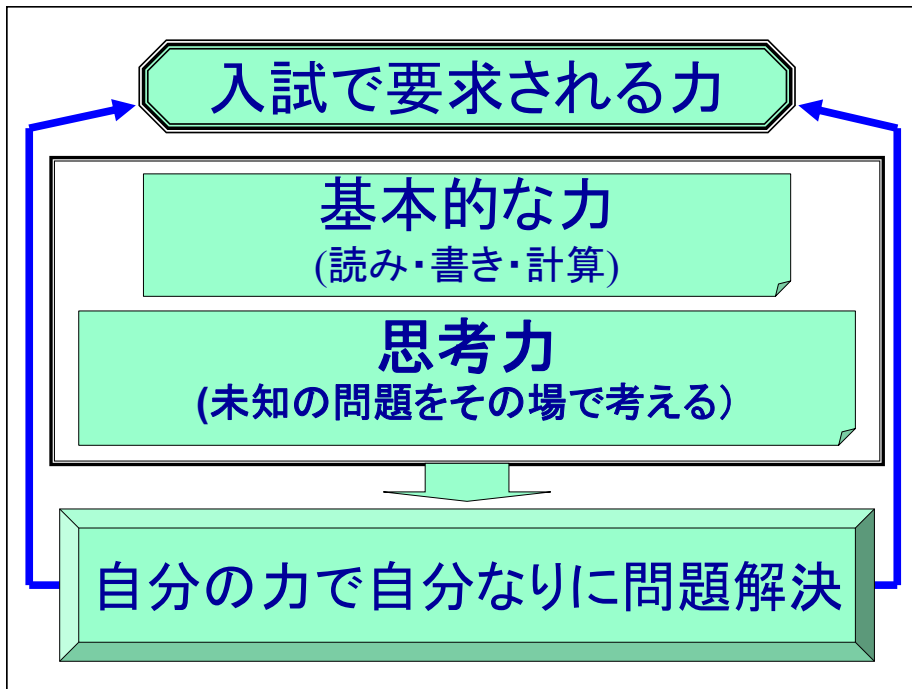 入試で要求される力
基本的な力
(読み・書き・計算)
思考力
(未知の問題をその場で考える）
自分の力で自分なりに問題解決